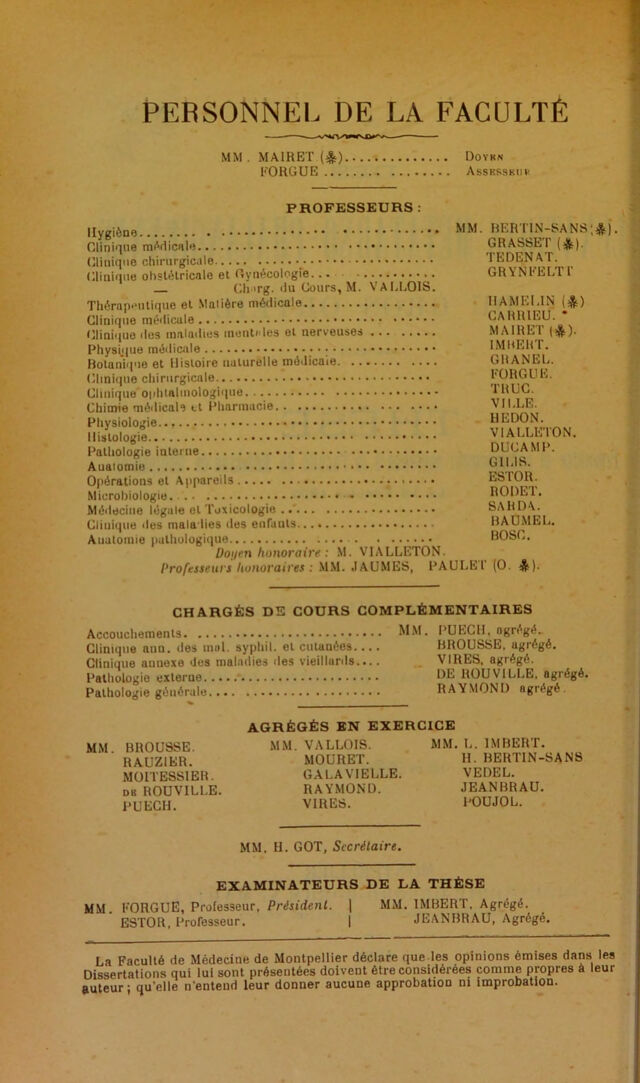 PERSONNEL DE LA FACULTÉ
MM. MAIRET (✠) .............. DOYEN
FORGUE .............. ASSESSEUR
PROFESSEURS :
Hygiène .............. MM. BERTIN-SANS (✠).
Clinique médicale .............. GRASSET (✠).
Clinique chirurgicale .............. TEDENAT.
Clinique obstétricale et Gynécologie .............. GRYNFELTT
— Charg. du Cours, M. VALLOIS.
Thérapeutique et Matière médicale .............. HAMELIN (✠)
Clinique médicale .............. CARRIEU.
Clinique des maladies mentales et nerveuses .............. MAIRET (✠).
Physique médicale .............. IMBERT.
Botanique et Histoire naturelle médicale .............. GRANEL.
Clinique chirurgicale .............. FORGUE.
Clinique ophtalmologique .............. TRUC.
Chimie médicale et Pharmacie .............. VILLE.
Physiologie .............. HEDON.
Histologie .............. VIALLETON.
Pathologie interne .............. DUCAMP.
Anatomie .............. GILIS.
Opérations et Appareils .............. ESTOR.
Microbiologie .............. RODET.
Médecine légale et Toxicologie .............. SARDA.
Clinique des maladies des enfants .............. BAUMEL.
Anatomie pathologique .............. BOSC.
Doyen honoraire : M. VIALLETON.
Professeurs honoraires : MM. JAUMES, PAULET (O. ✠).
CHARGÉS DE COURS COMPLÉMENTAIRES
Accouchements .............. MM. PUECH, agrégé.
Clinique ann. des mal. syphil. et cutanées .... BROUSSE, agrégé.
Clinique annexe des maladies des vieillards .... VIRES, agrégé.
Pathologie externe .............. DE ROUVILLE, agrégé.
Pathologie générale .............. RAYMOND agrégé.
AGRÉGÉS EN EXERCICE
MM. BROUSSE. MM. VALLOIS. MM. L. IMBERT.
RAUZIER. MOURET. H. BERTIN-SANS
MOITESSIER. GALAVIELLE. VEDEL.
DE ROUVILLE. RAYMOND. JEANBRAU.
PUECH. VIRES. POUJOL.
MM. H. GOT, Secrétaire.
EXAMINATEURS DE LA THÈSE
MM. FORGUE, Professeur, Président. | MM. IMBERT, Agrégé.
ESTOR, Professeur. | JEANBRAU, Agrégé.
La Faculté de Médecine de Montpellier déclare que les opinions émises dans les
Dissertations qui lui sont présentées doivent être considérées comme propres à leur
auteur ; qu'elle n'entend leur donner aucune approbation ni improbation.